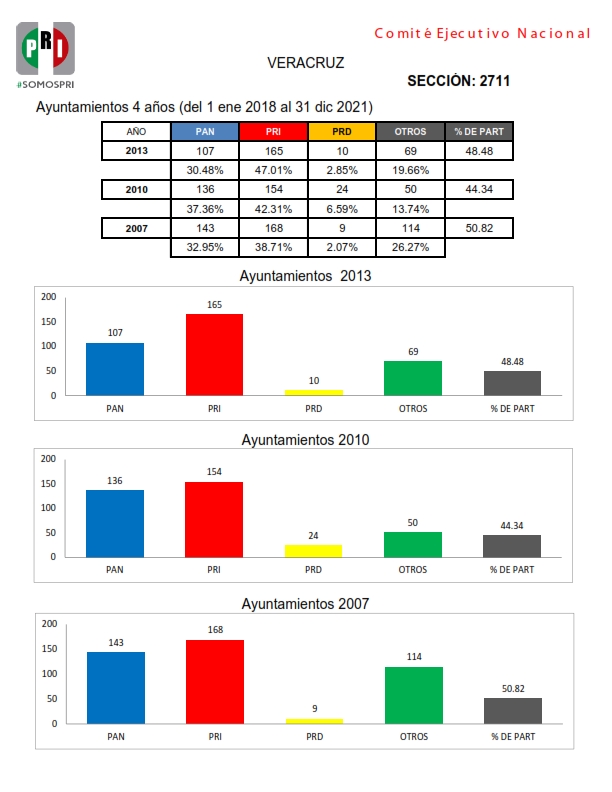 Comité Ejecutivo Nacional
PRI
#SOMOSPRI
VERACRUZ
SECCIÓN: 2711
Ayuntamientos 4 años (del 1 ene 2018 al 31 dic 2021)
AÑO PAN PRI PRD OTROS % DE PART
2013 107 165 10 69 48.48
30.48% 47.01% 2.85% 19.66%
2010 136 154 24 50 44.34
37.36% 42.31% 6.59% 13.74%
2007 143 168 9 114 50.82
32.95% 38.71% 2.07% 26.27%
Ayuntamientos 2013
200
150
100
50
0
107 165 10 69 48.48
PAN PRI PRD OTROS % DE PART
Ayuntamientos 2010
200
150
100
50
0
136 154 24 50 44.34
PAN PRI PRD OTROS % DE PART
Ayuntamientos 2007
200
150
100
50
0
143 168 9 114 50.82
PAN PRI PRD OTROS % DE PART